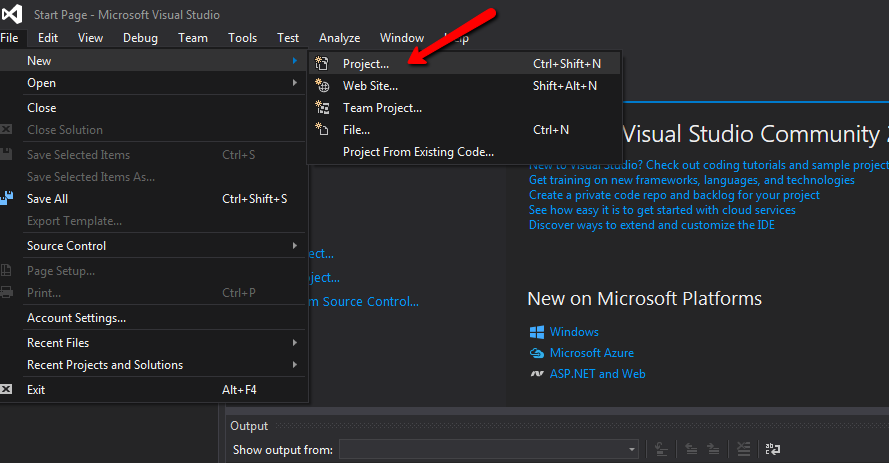 Start Page - Microsoft Visual Studio
File Edit View Debug Team Tools Test Analyze Window
New
Project... Ctrl+Shift+N
Open
Web Site... Shift+Alt+N
Close
Team Project...
Close Solution
File... Ctrl+N
Save Selected Items Ctrl+S
Project From Existing Code...
Visual Studio Community
Save Selected Items As...
New to Visual Studio? Check out coding tutorials and sample project
Get training on new frameworks, languages, and technologies
Save All Ctrl+Shift+S
Create a private code repo and backlog for your project
See how easy it is to get started with cloud services
Export Template...
Discover ways to extend and customize the IDE
Source Control
ect...
Page Setup...
ject...
Print... Ctrl+P
m Source Control...
New on Microsoft Platforms
Account Settings...
Windows
Recent Files
Microsoft Azure
Recent Projects and Solutions
ASP.NET and Web
Exit Alt+F4
Output
Show output from: